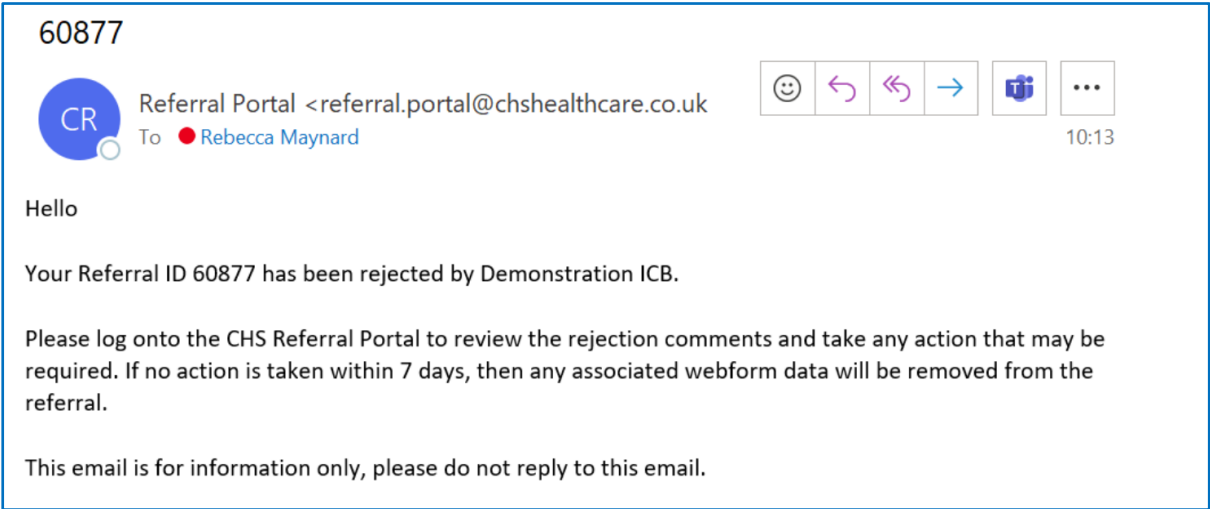 60877
CR
Referral Portal <referral.portal@chshealthcare.co.uk
To Rebecca Maynard
10:13
Hello
Your Referral ID 60877 has been rejected by Demonstration ICB.
Please log onto the CHS Referral Portal to review the rejection comments and take any action that may be
required. If no action is taken within 7 days, then any associated webform data will be removed from the
referral.
This email is for information only, please do not reply to this email.